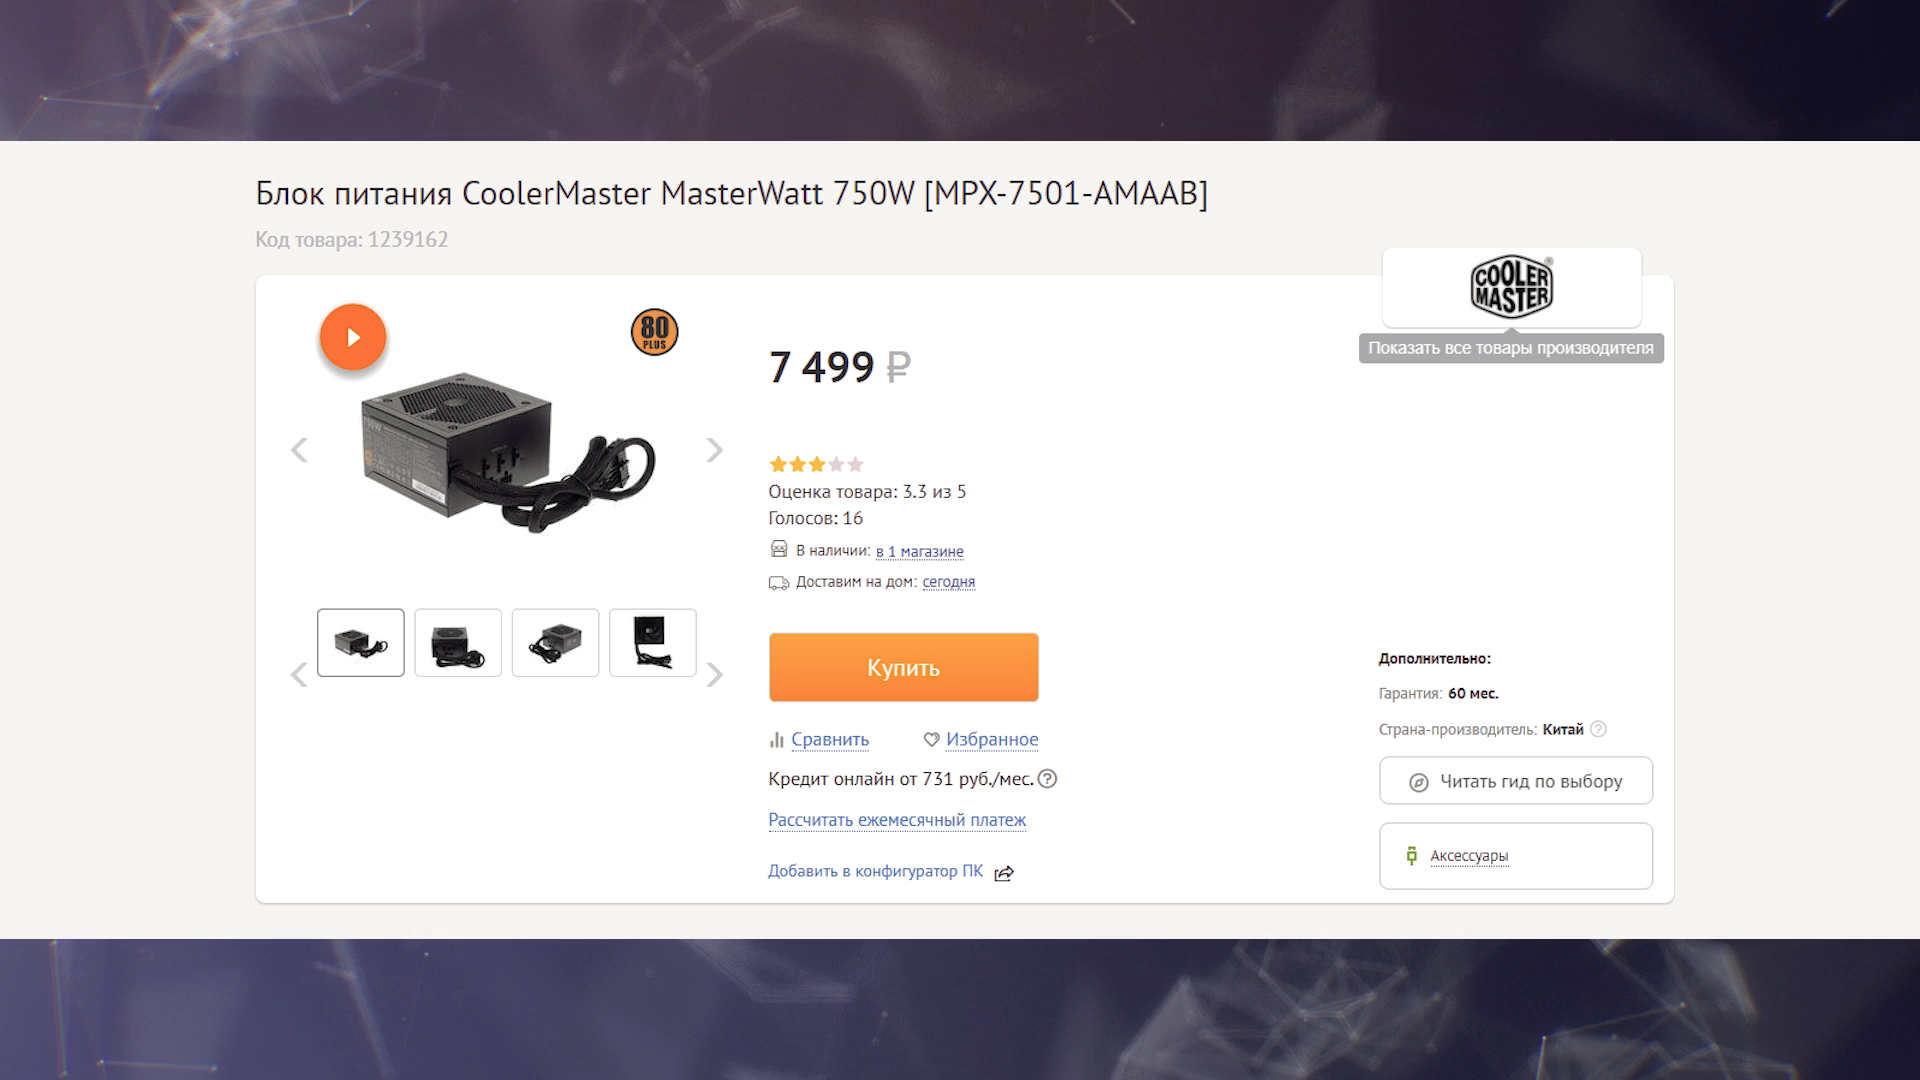 Блок питания CoolerMaster MasterWatt 750W [MPX-7501-AMAAB]
Код товара: 1239162
COOLER
MASTER
®
Показать все товары производителя
80
PLUS
750W
7 499 ₽
Оценка товара: 3.3 из 5
Голосов: 16
В наличии: в 1 магазине
Доставим на дом: сегодня
Купить
Сравнить
Избранное
Кредит онлайн от 731 руб./мес. ?
Рассчитать ежемесячный платеж
Добавить в конфигуратор ПК
Дополнительно:
Гарантия: 60 мес.
Страна-производитель: Китай ?
Читать гид по выбору
Аксессуары